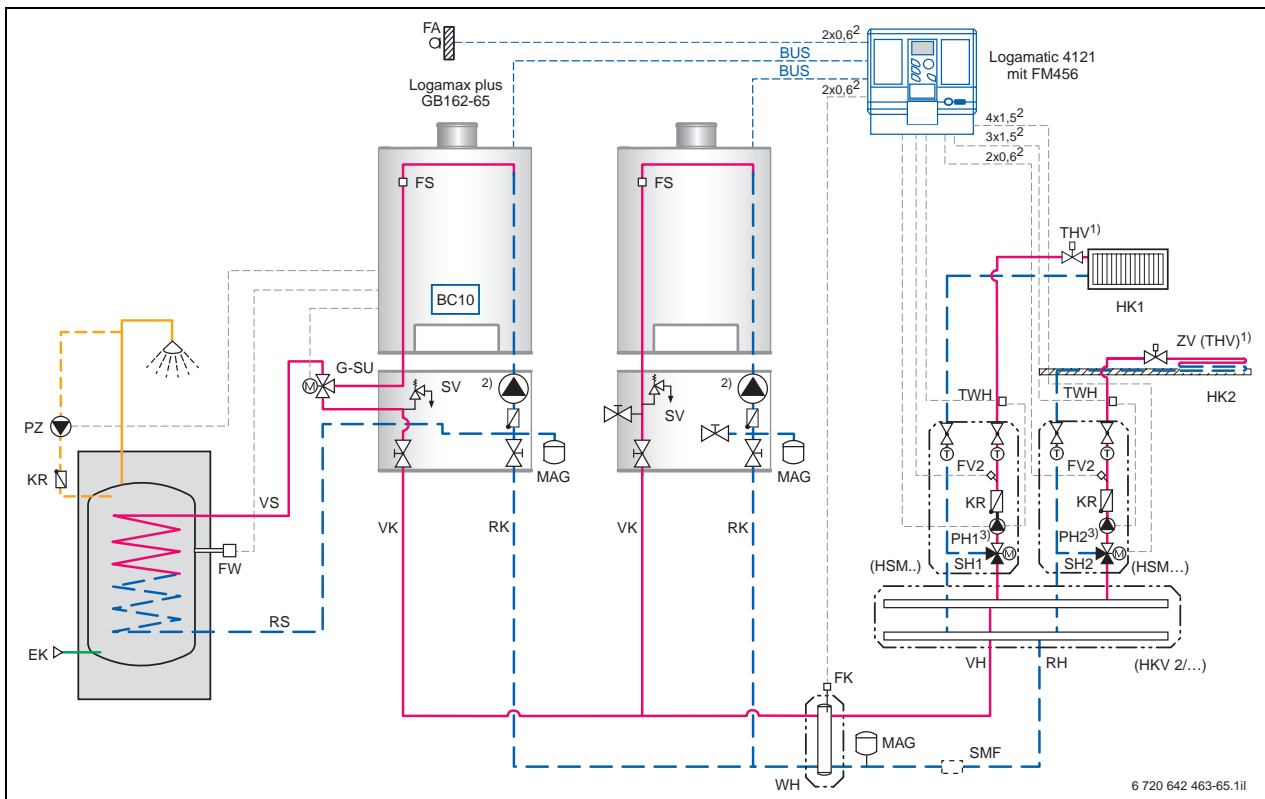 FA
2x0,6²
BUS
BUS
2x0,6²
Logamatic 4121
mit FM456
Logamax plus
GB162-65
4x1,5²
3x1,5²
2x0,6²
FS
FS
THV1)
BC10
HK1
ZV (THV)1)
HK2
G-SU
M
SV
2)
SV
2)
TWH
TWH
PZ
MAG
MAG
T
T
T
T
KR
FV2
FV2
VS
KR
KR
VK
RK
VK
RK
PH13)
PH23)
FW
M
M
(HSM..)
SH1
SH2
(HSM...)
RS
EK
VH
RH
(HKV 2/...)
FK
MAG
SMF
WH
6 720 642 463-65.1il